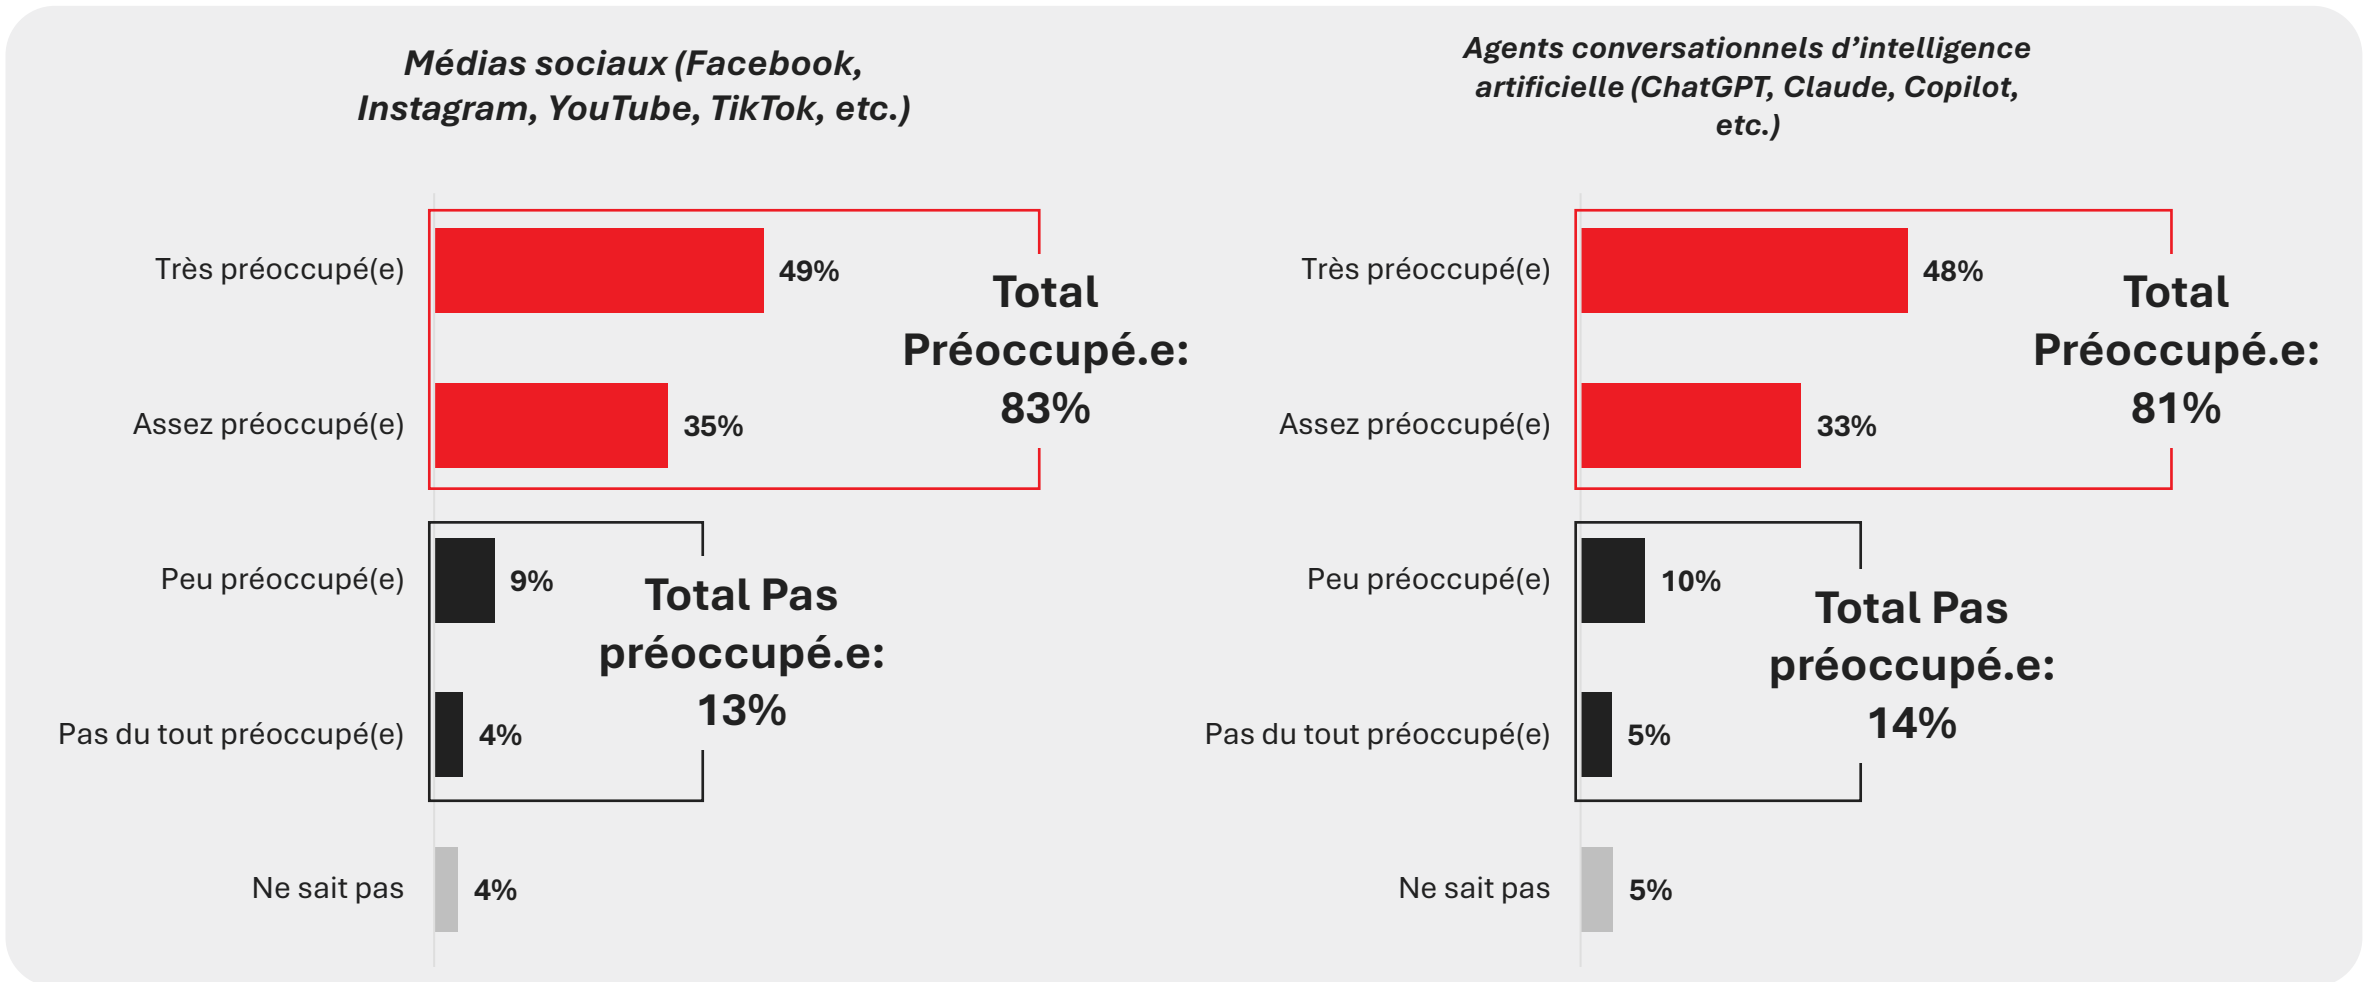 Médias sociaux (Facebook,
Instagram, YouTube, TikTok, etc.)
Très préoccupé(e)
49%
Assez préoccupé(e)
35%
Total
Préoccupé.e:
83%
Peu préoccupé(e)
9%
Pas du tout préoccupé(e)
4%
Total Pas
préoccupé.e:
13%
Ne sait pas
4%
Agents conversationnels d’intelligence
artificielle (ChatGPT, Claude, Copilot,
etc.)
Très préoccupé(e)
48%
Assez préoccupé(e)
33%
Total
Préoccupé.e:
81%
Peu préoccupé(e)
10%
Pas du tout préoccupé(e)
5%
Total Pas
préoccupé.e:
14%
Ne sait pas
5%